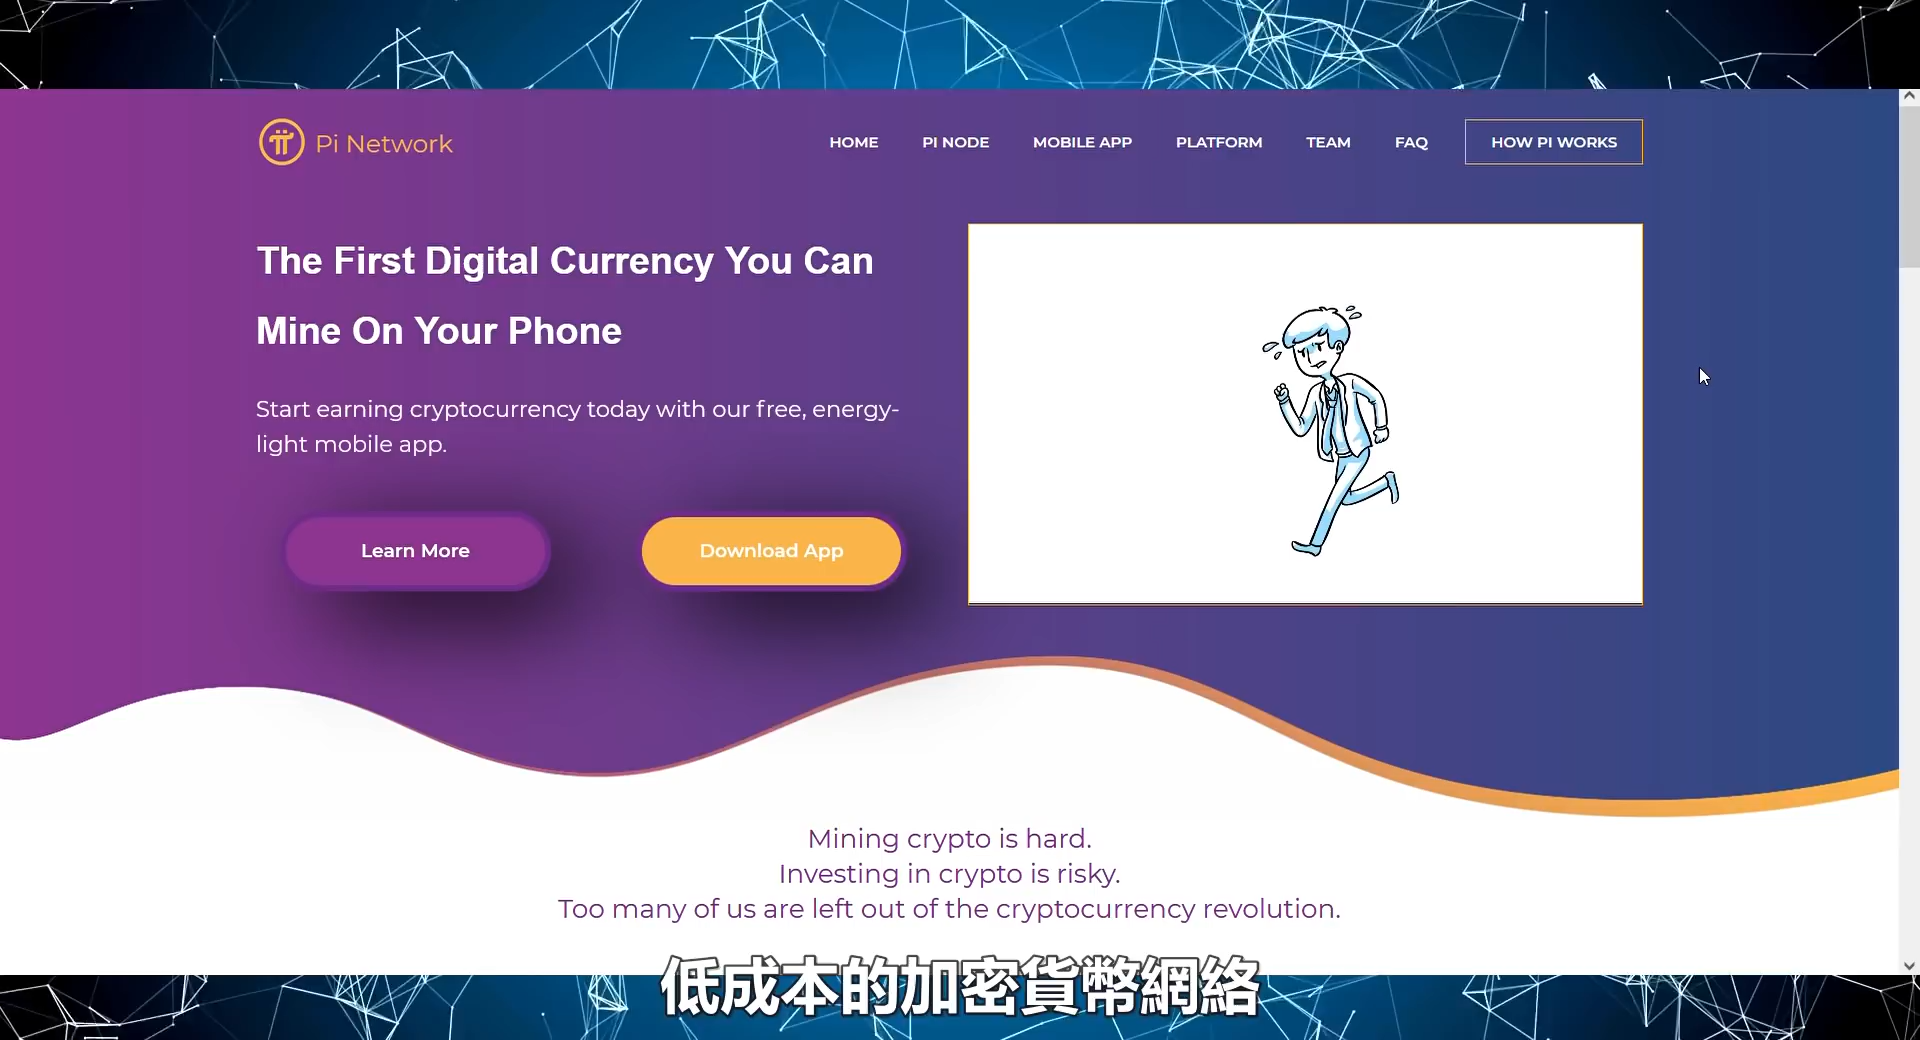 Pi Network
HOME
PI NODE
MOBILE APP
PLATFORM
TEAM
FAQ
HOW PI WORKS
The First Digital Currency You Can
Mine On Your Phone
Start earning cryptocurrency today with our free, energy-
light mobile app.
Learn More
Download App
Mining crypto is hard.
Investing in crypto is risky.
Too many of us are left out of the cryptocurrency revolution.
低成本的加密貨幣網絡